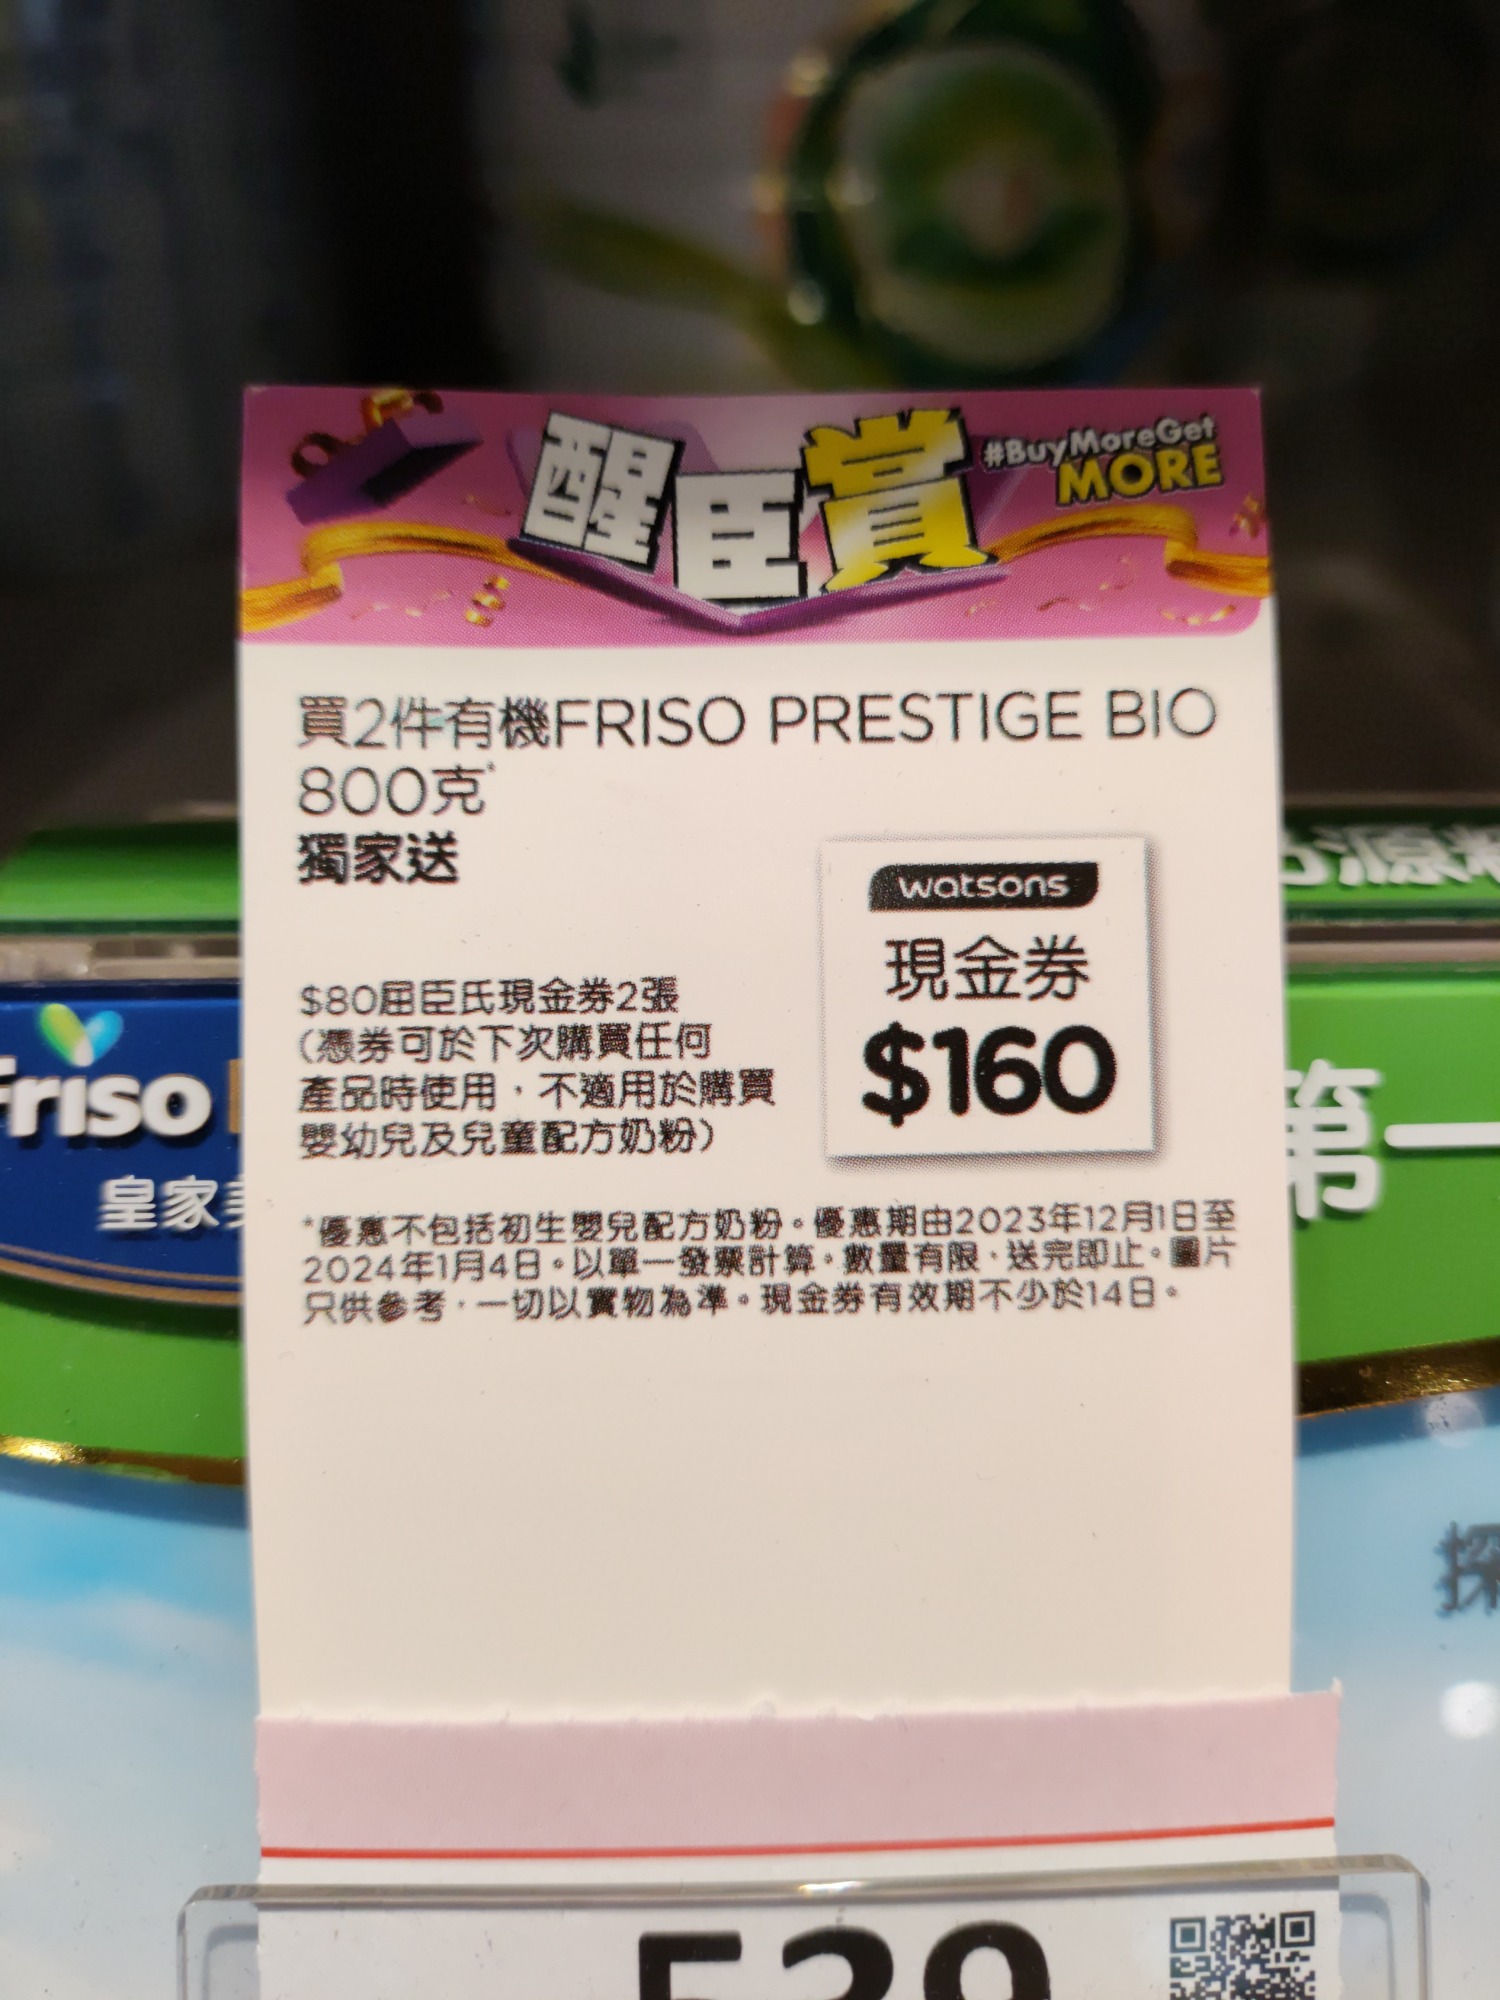 醒臣賞
#BuyMoreGet
MORE
買2件有機FRISO PRESTIGE BIO
800克*
獨家送
watsons
現金券
$160
$80屈臣氏現金券2張
(憑券可於下次購買任何
產品時使用，不適用於購買
嬰幼兒及兒童配方奶粉)
*優惠不包括初生嬰兒配方奶粉。優惠期由2023年12月1日至
2024年1月4日。以單一發票計算。數量有限，送完即止。圖片
只供參考，一切以實物為準。現金券有效期不少於14日。
Friso
皇家
源
第一
探
539